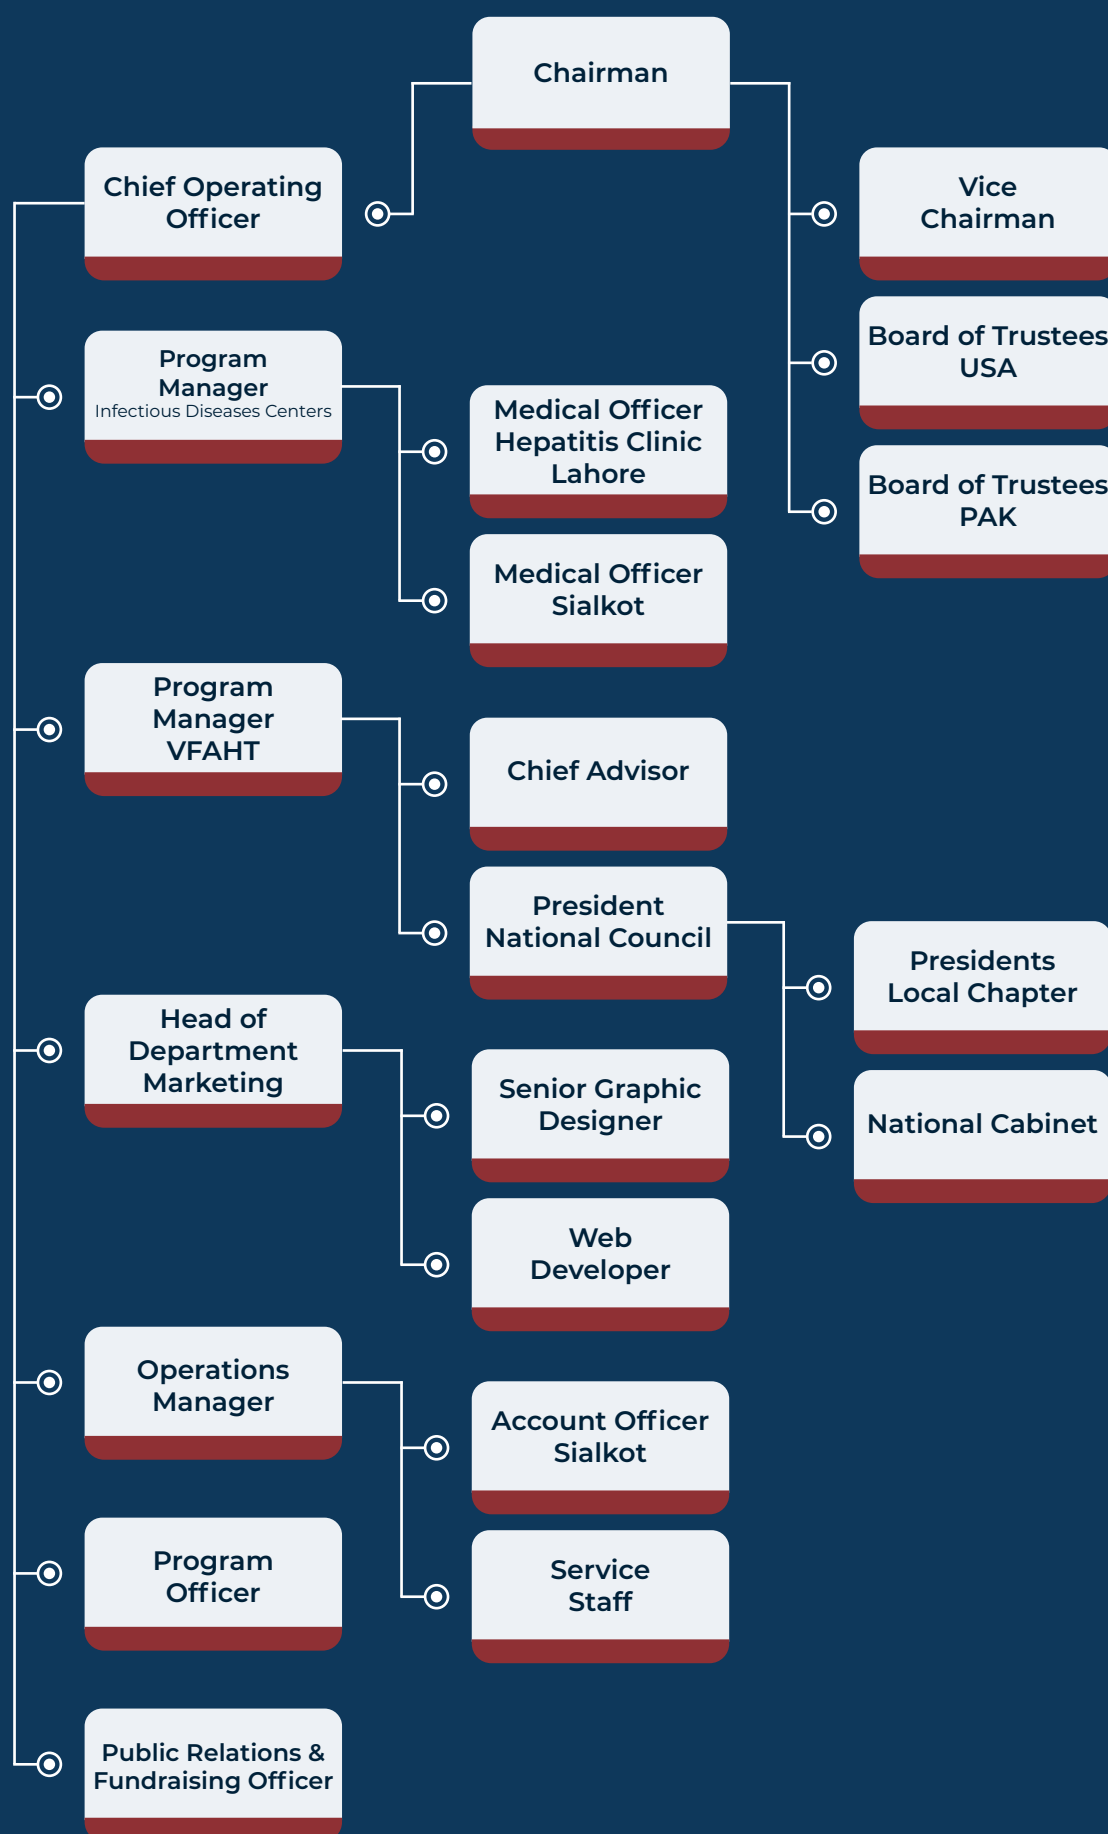 Chairman
Chief Operating
Officer
Vice
Chairman
Board of Trustees
USA
Board of Trustees
PAK
Program
Manager
Infectious Diseases Centers
Medical Officer
Hepatitis Clinic
Lahore
Medical Officer
Sialkot
Program
Manager
VFAHT
Chief Advisor
President
National Council
Presidents
Local Chapter
National Cabinet
Head of
Department
Marketing
Senior Graphic
Designer
Web
Developer
Operations
Manager
Account Officer
Sialkot
Service
Staff
Program
Officer
Public Relations &
Fundraising Officer